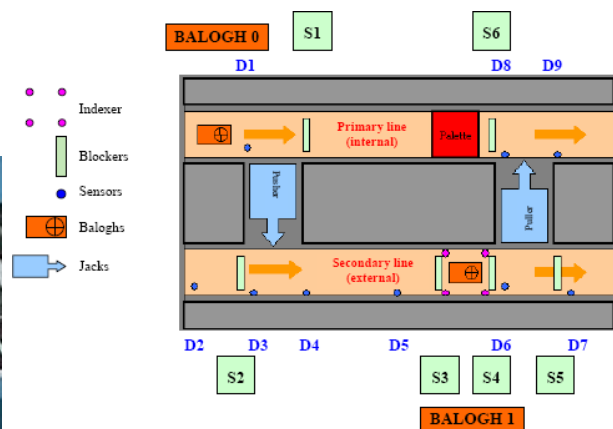 BALOGH 0
S1
S6
D1
D8
D9
Indexer
Blockers
Sensors
Baloghs
Jacks
Primary line
(internal)
Palette
Pusher
Puller
Secondary line
(external)
D2
D3
D4
D5
D6
D7
S2
S3
S4
S5
BALOGH 1